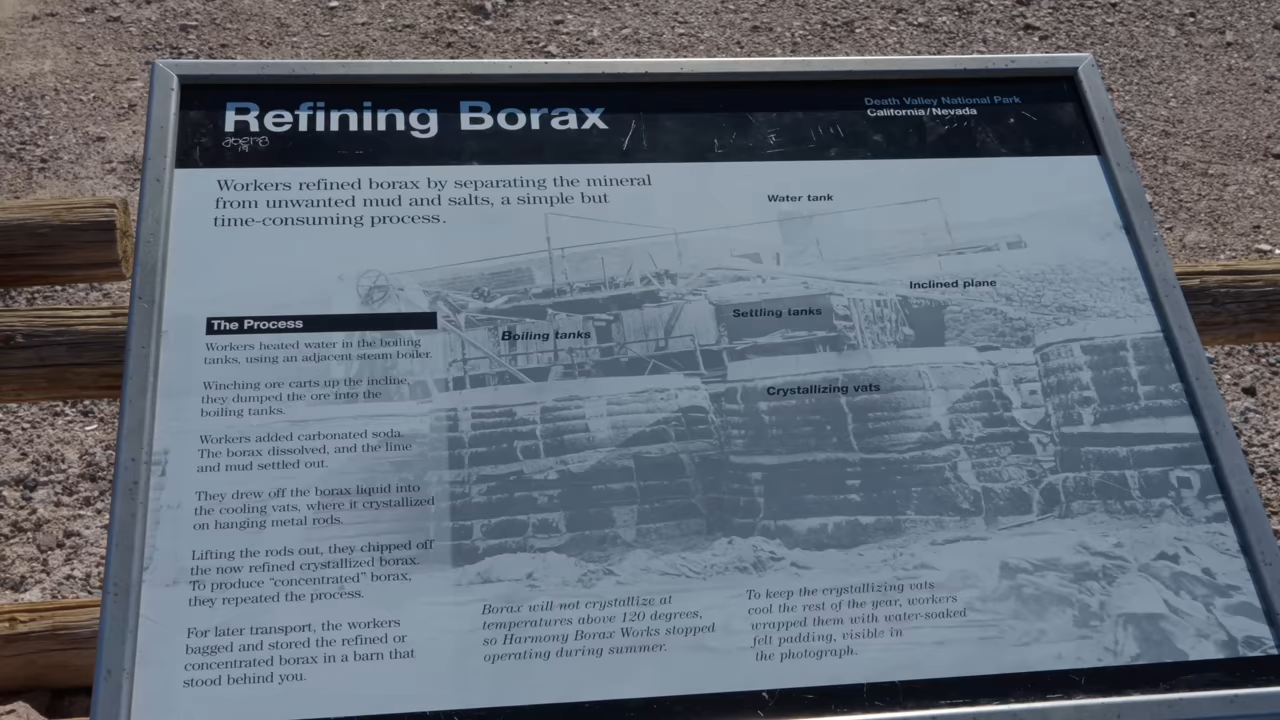 Refining Borax
Death Valley National Park
California/Nevada
Workers refined borax by separating the mineral
from unwanted mud and salts, a simple but
time-consuming process.
Water tank
Inclined plane
Settling tanks
Boiling tanks
Crystallizing vats
The Process
Workers heated water in the boiling
tanks, using an adjacent steam boiler.
Winching ore carts up the incline,
they dumped the ore into the
boiling tanks.
Workers added carbonated soda.
The borax dissolved, and the lime
and mud settled out.
They drew off the borax liquid into
the cooling vats, where it crystallized
on hanging metal rods.
Lifting the rods out, they chipped off
the now refined crystallized borax.
To produce “concentrated” borax,
they repeated the process.
For later transport, the workers
bagged and stored the refined or
concentrated borax in a barn that
stood behind you.
Borax will not crystallize at
temperatures above 120 degrees,
so Harmony Borax Works stopped
operating during summer.
To keep the crystallizing vats
cool the rest of the year, workers
wrapped them with water-soaked
felt padding, visible in
the photograph.